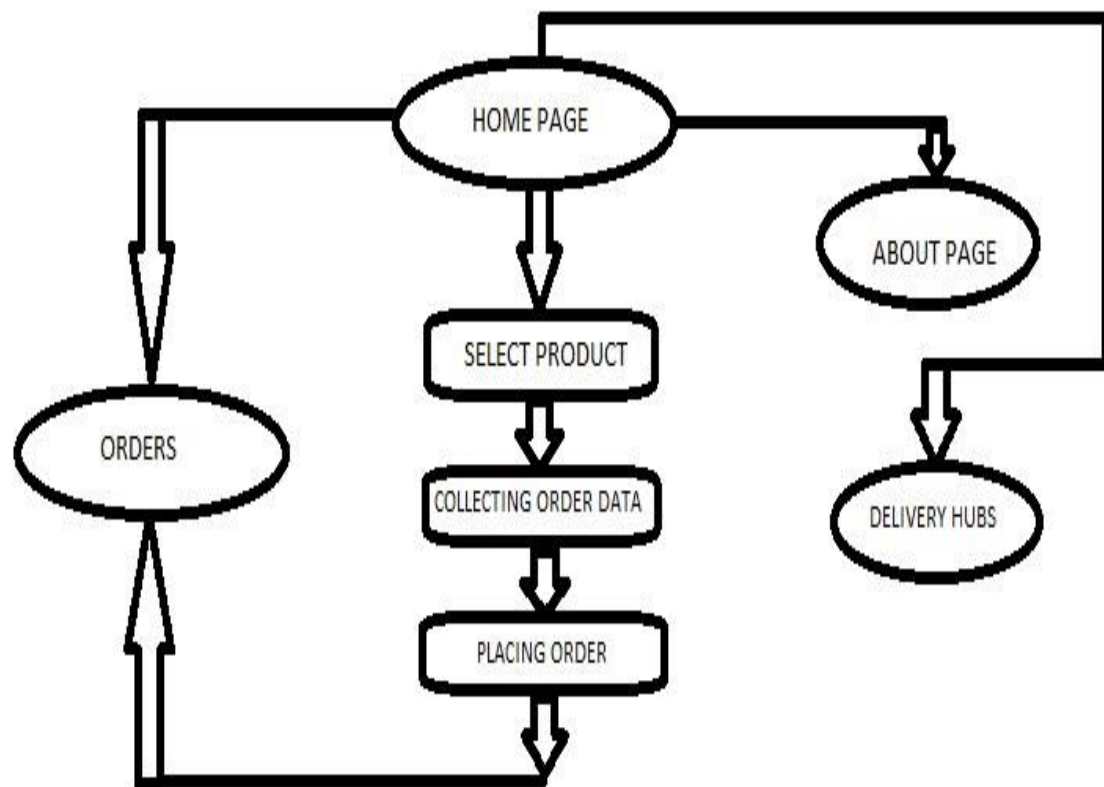 HOME PAGE
ABOUT PAGE
SELECT PRODUCT
ORDERS
COLLECTING ORDER DATA
DELIVERY HUBS
PLACING ORDER